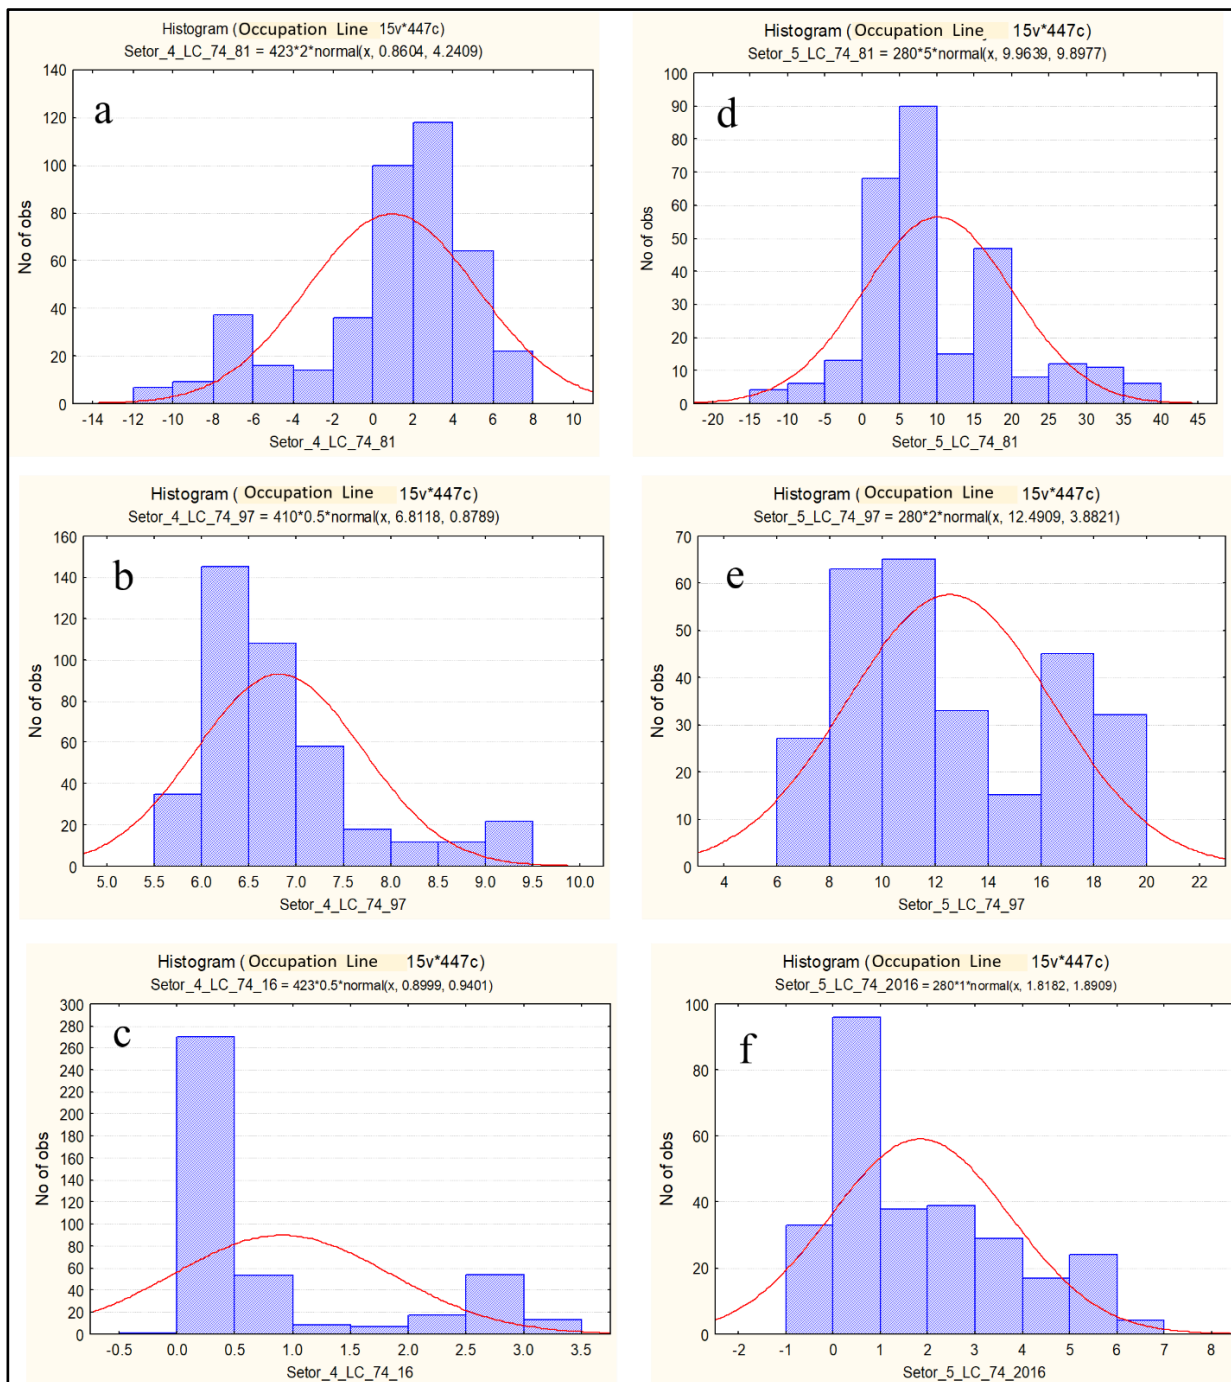 Histogram ( Occupation Line 15v*447c)
Setor_4_LC_74_81 = 423*2*normal(x, 0.8604, 4.2409)
a
No of obs
140
120
100
80
60
40
20
0
-14 -12 -10 -8 -6 -4 -2 0 2 4 6 8 10
Setor_4_LC_74_81
Histogram ( Occupation Line 15v*447c)
Setor_5_LC_74_81 = 280*5*normal(x, 9.9639, 9.8977)
d
No of obs
100
90
80
70
60
50
40
30
20
10
0
-20 -15 -10 -5 0 5 10 15 20 25 30 35 40 45
Setor_5_LC_74_81
Histogram ( Occupation Line 15v*447c)
Setor_4_LC_74_97 = 410*0.5*normal(x, 6.8118, 0.8789)
b
No of obs
160
140
120
100
80
60
40
20
0
5.0 5.5 6.0 6.5 7.0 7.5 8.0 8.5 9.0 9.5 10.0
Setor_4_LC_74_97
Histogram ( Occupation Line 15v*447c)
Setor_5_LC_74_97 = 280*2*normal(x, 12.4909, 3.8821)
e
No of obs
70
60
50
40
30
20
10
0
4 6 8 10 12 14 16 18 20 22
Setor_5_LC_74_97
Histogram ( Occupation Line 15v*447c)
Setor_4_LC_74_16 = 423*0.5*normal(x, 0.8999, 0.9401)
c
No of obs
300
280
260
240
220
200
190
180
160
140
120
100
80
60
40
20
0
-0.5 0.0 0.5 1.0 1.5 2.0 2.5 3.0 3.5
Setor_4_LC_74_16
Histogram ( Occupation Line 15v*447c)
Setor_5_LC_74_2016 = 280*1*normal(x, 1.8182, 1.8909)
f
No of obs
100
80
60
40
20
0
-2 -1 0 1 2 3 4 5 6 7 8
Setor_5_LC_74_2016